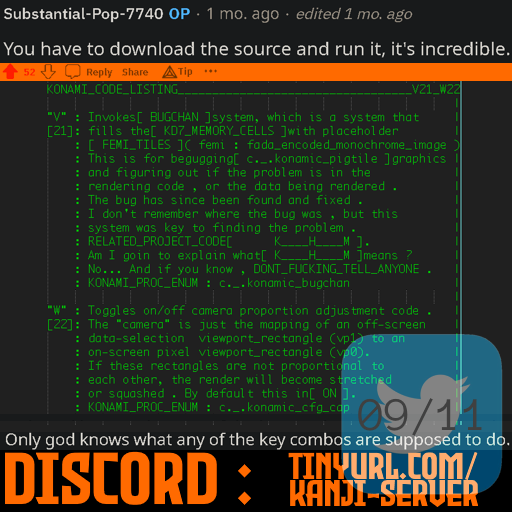 Substantial-Pop-7740 OP · 1 mo. ago · edited 1 mo. ago
You have to download the source and run it, it's incredible.
52 Reply Share Tip ···
KONAMI_CODE_LISTING______________________________V21_W22
"V" : Invokes[ BUGCHAN ]system, which is a system that
[21]: fills the[ KD7_MEMORY_CELLS ]with placeholder
: [ FEMI_TILES ]( femi : fada_encoded_monochrome_image )
: This is for begugging[ c._.konamic_pigtile ]graphics
: and figuring out if the problem is in the
: rendering code , or the data being rendered .
: The bug has since been found and fixed .
: I don't remember where the bug was , but this
: system was key to finding the problem .
: RELATED_PROJECT_CODE[ K____H____M ].
: Am I goin to explain what[ K____H____M ]means ?
: No... And if you know , DONT_FUCKING_TELL_ANYONE .
: KONAMI_PROC_ENUM : c._.konamic_bugchan
"W" : Toggles on/off camera proportion adjustment code .
[22]: The "camera" is just the mapping of an off-screen
: data-selection viewport_rectangle (vp1) to an
: on-screen pixel viewport_rectangle (vp0).
: If these rectangles are not proportional to
: each other, the render will become stretched
: or squashed . By default this in[ ON ].
: KONAMI_PROC_ENUM : c._.konamic_cfg_cap
09/11
Only god knows what any of the key combos are supposed to do.
DISCORD : TINYURL.COM/
KANJI-SERVER